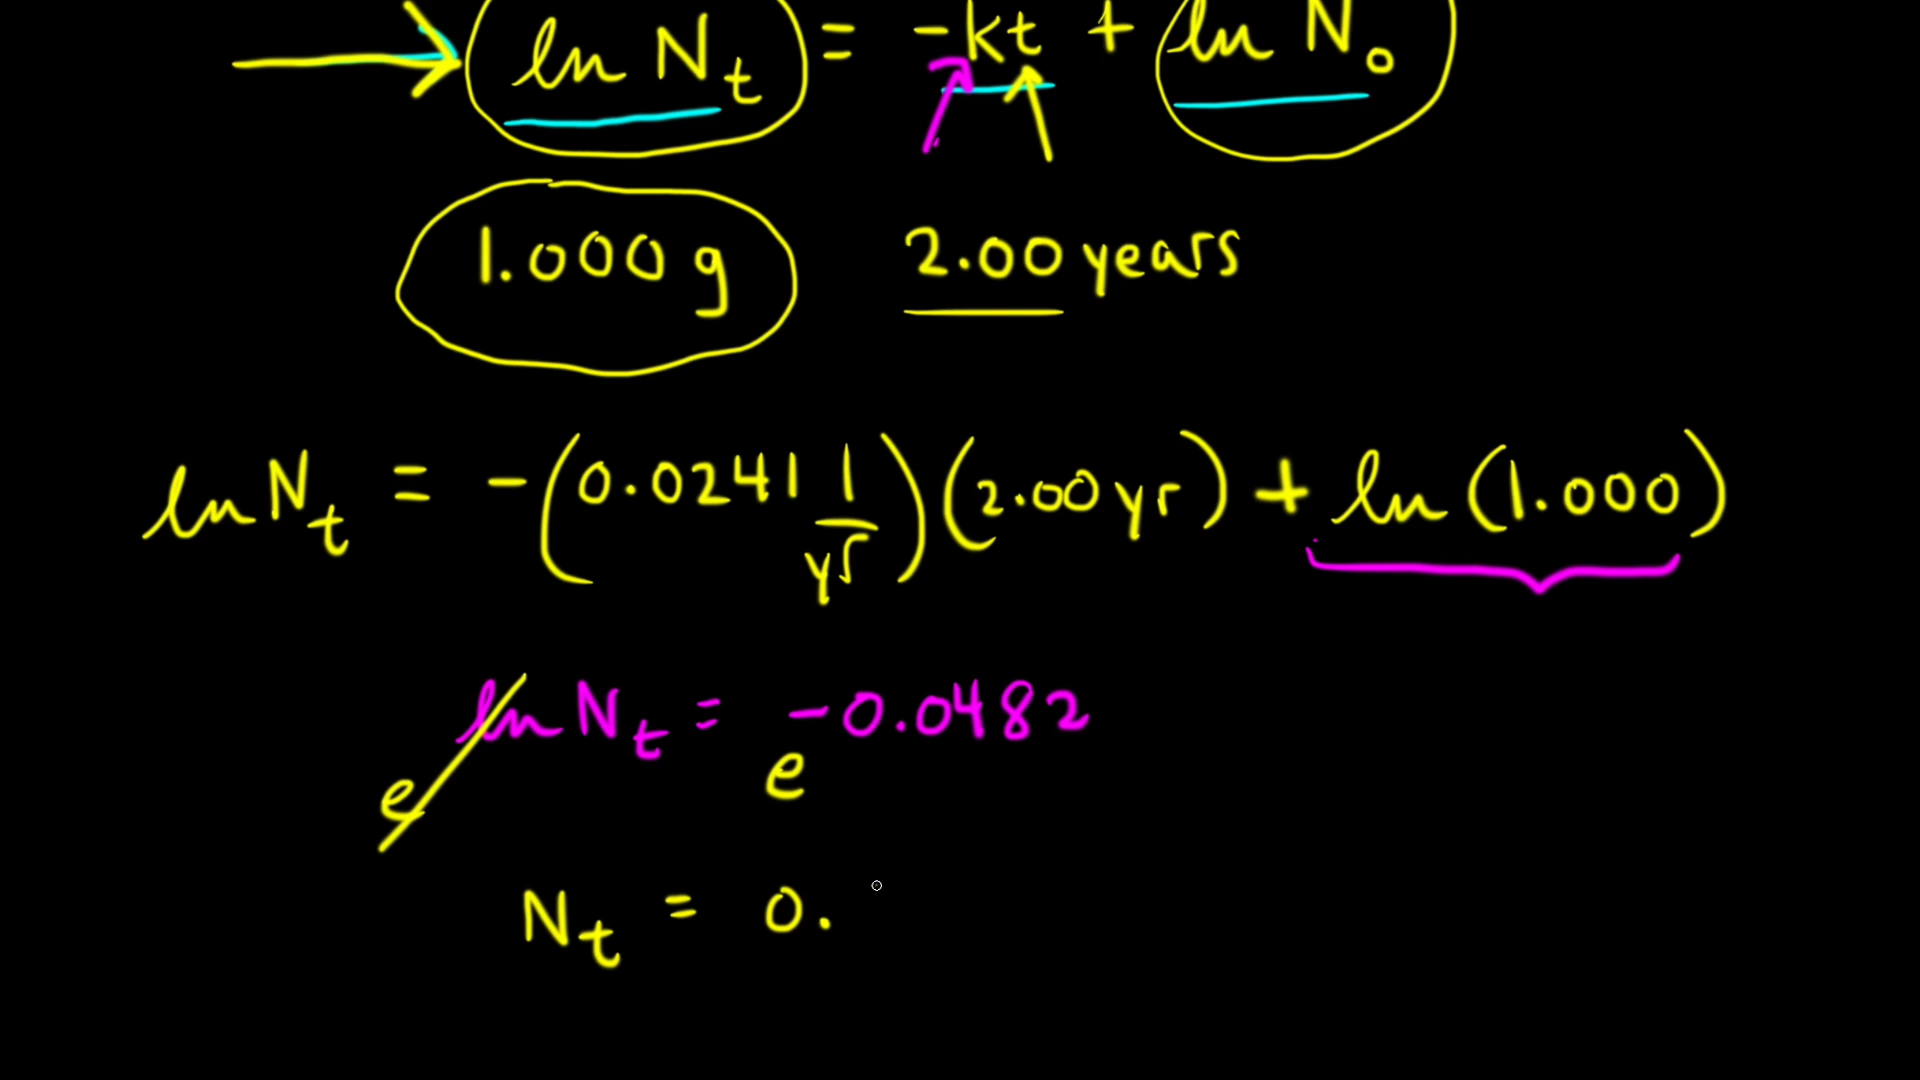 ln Nt = -kt + ln No
1.000 g 2.00 years
ln Nt = -(0.0241 1/yr)(2.00 yr) + ln (1.000)
e^ln Nt = e^-0.0482
Nt = 0.